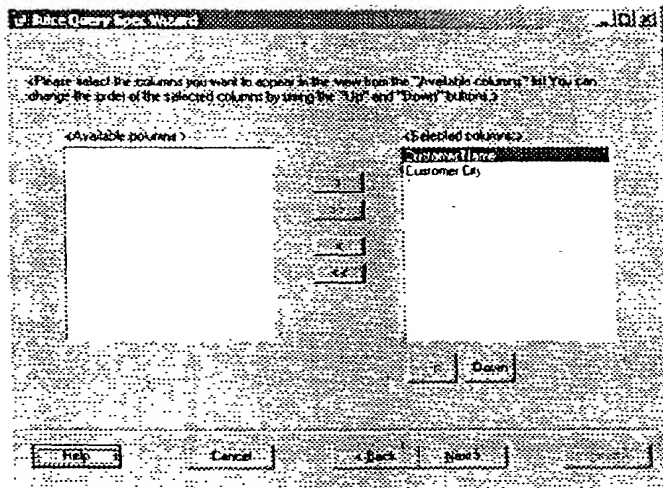 Juice Query Spec Wizard
<Please select the columns you want to appear in the view from the "Available columns" list You can
change the order of the selected columns by using the "Up" and "Down" buttons.>
<Available columns>
<Selected columns>
Customer Name
Customer City
<
<<
Down
Help
Cancel
< Back
Next >